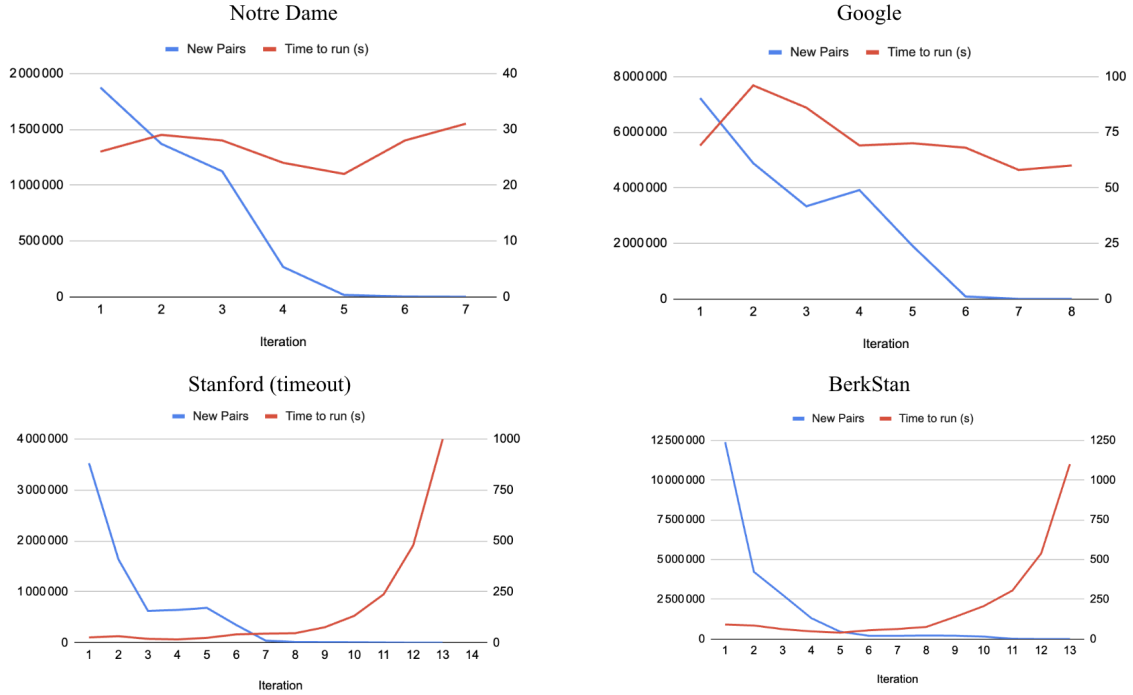 Notre Dame
New Pairs Time to run (s)
2 000 000 40
1 500 000 30
1 000 000 20
500 000 10
0 0
1 2 3 4 5 6 7
Iteration
Google
New Pairs Time to run (s)
8 000 000 100
6 000 000 75
4 000 000 50
2 000 000 25
0 0
1 2 3 4 5 6 7 8
Iteration
Stanford (timeout)
New Pairs Time to run (s)
4 000 000 1000
3 000 000 750
2 000 000 500
1 000 000 250
0 0
1 2 3 4 5 6 7 8 9 10 11 12 13 14
Iteration
BerkStan
New Pairs Time to run (s)
12 500 000 1250
10 000 000 1000
7 500 000 750
5 000 000 500
2 500 000 250
0 0
1 2 3 4 5 6 7 8 9 10 11 12 13
Iteration